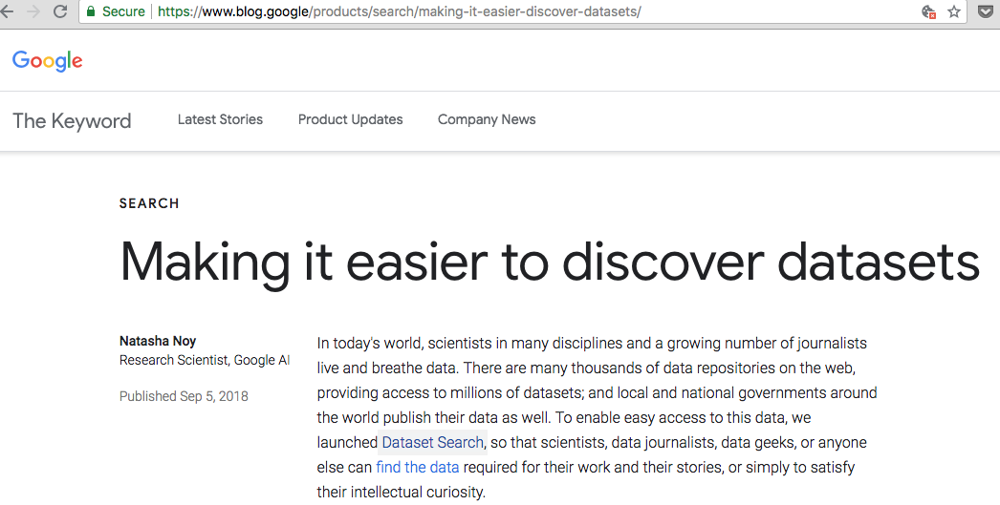 Secure https://www.blog.google/products/search/making-it-easier-discover-datasets/
Google
The Keyword Latest Stories Product Updates Company News
SEARCH
Making it easier to discover datasets
Natasha Noy
Research Scientist, Google AI
Published Sep 5, 2018
In today's world, scientists in many disciplines and a growing number of journalists
live and breathe data. There are many thousands of data repositories on the web,
providing access to millions of datasets; and local and national governments around
the world publish their data as well. To enable easy access to this data, we
launched Dataset Search, so that scientists, data journalists, data geeks, or anyone
else can find the data required for their work and their stories, or simply to satisfy
their intellectual curiosity.